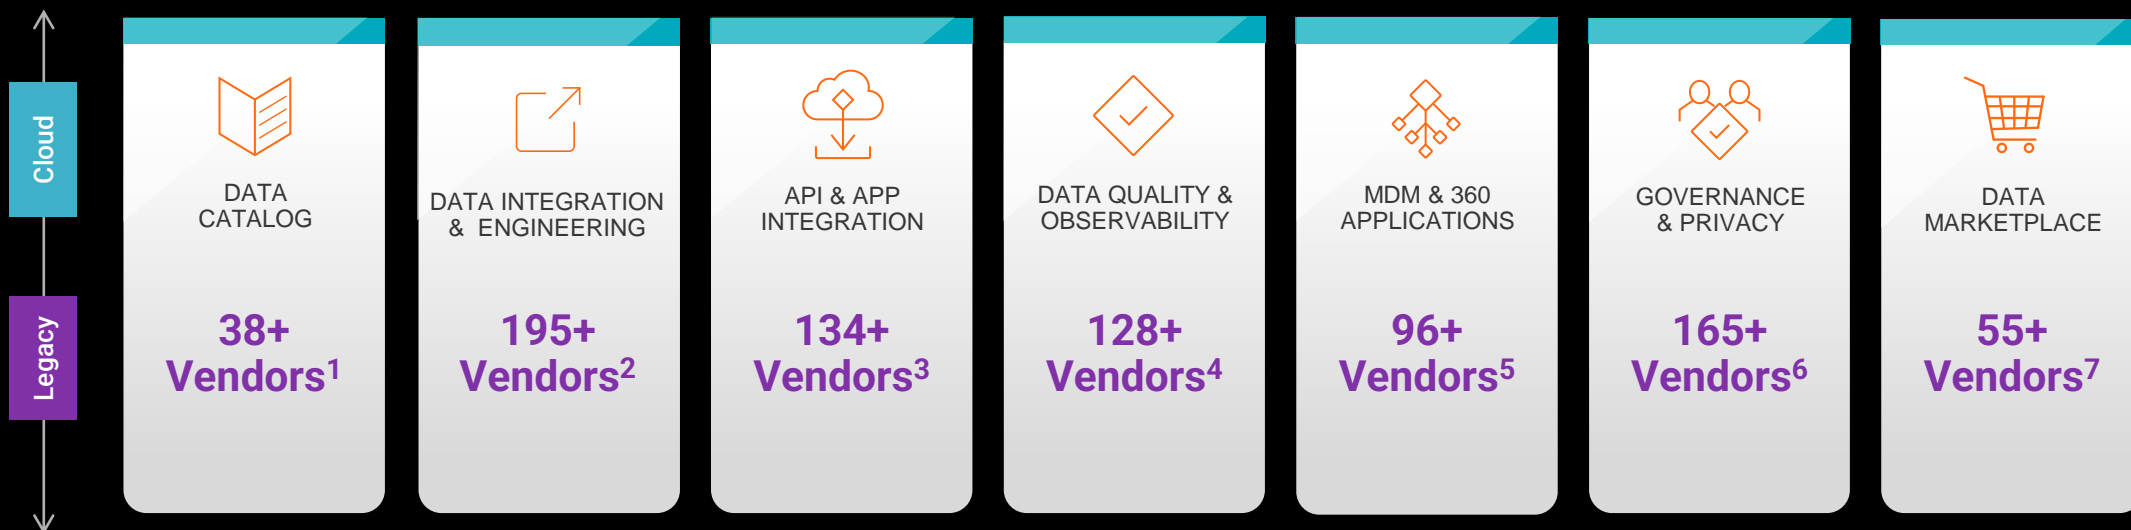 Cloud
Legacy
DATA
CATALOG
38+
Vendors¹
DATA INTEGRATION
& ENGINEERING
195+
Vendors²
API & APP
INTEGRATION
134+
Vendors³
DATA QUALITY &
OBSERVABILITY
128+
Vendors⁴
MDM & 360
APPLICATIONS
96+
Vendors⁵
GOVERNANCE
& PRIVACY
165+
Vendors⁶
DATA
MARKETPLACE
55+
Vendors⁷